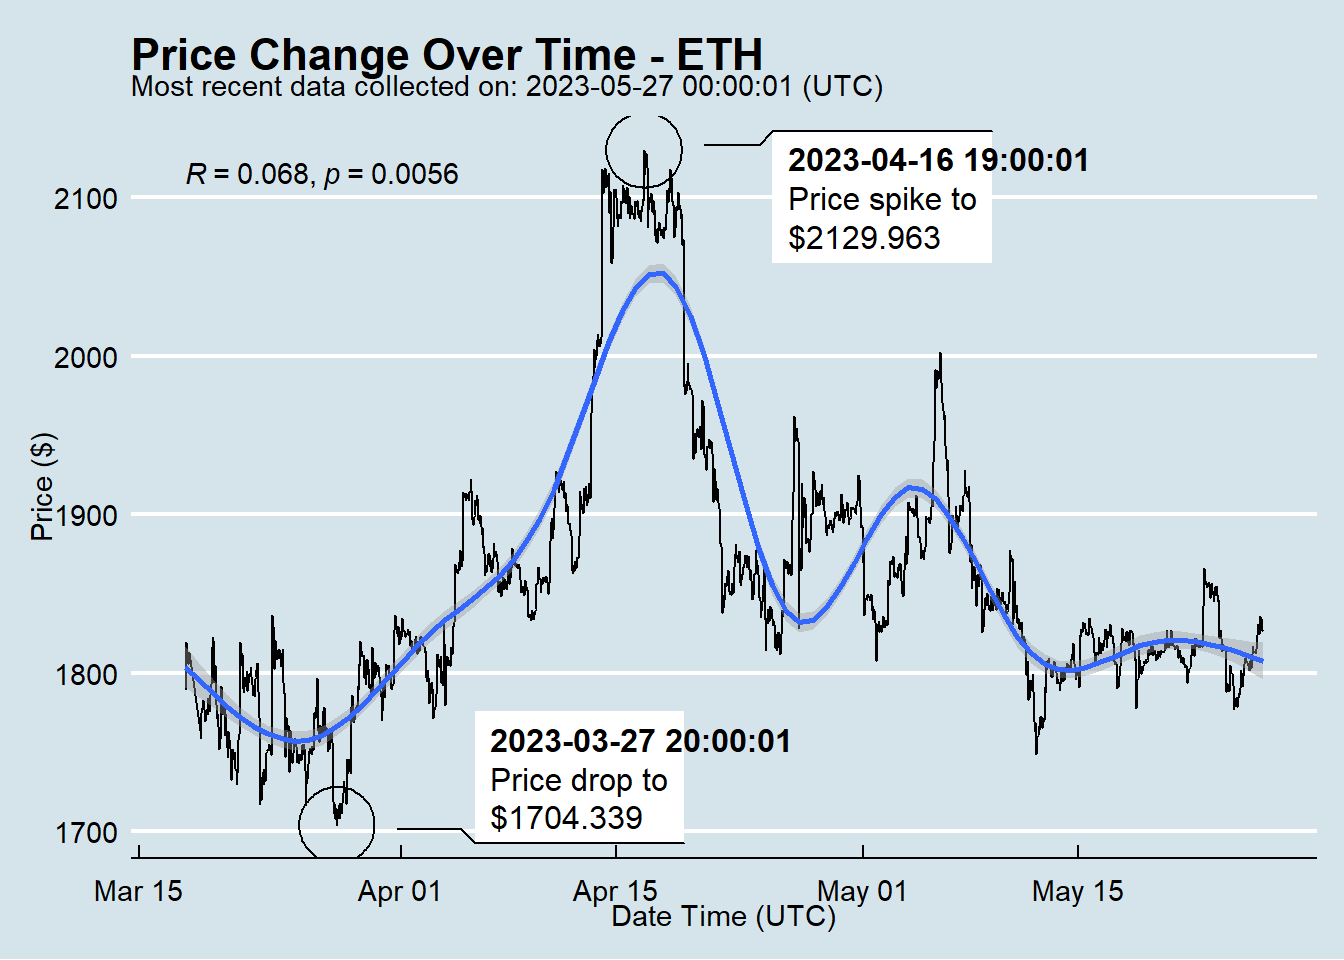 Price Change Over Time - ETH
Most recent data collected on: 2023-05-27 00:00:01 (UTC)
R = 0.068, p = 0.0056
2023-04-16 19:00:01
Price spike to
$2129.963
2100
2000
Price ($)
1900
1800
2023-03-27 20:00:01
Price drop to
$1704.339
1700
Mar 15
Apr 01
Apr 15
May 01
May 15
Date Time (UTC)